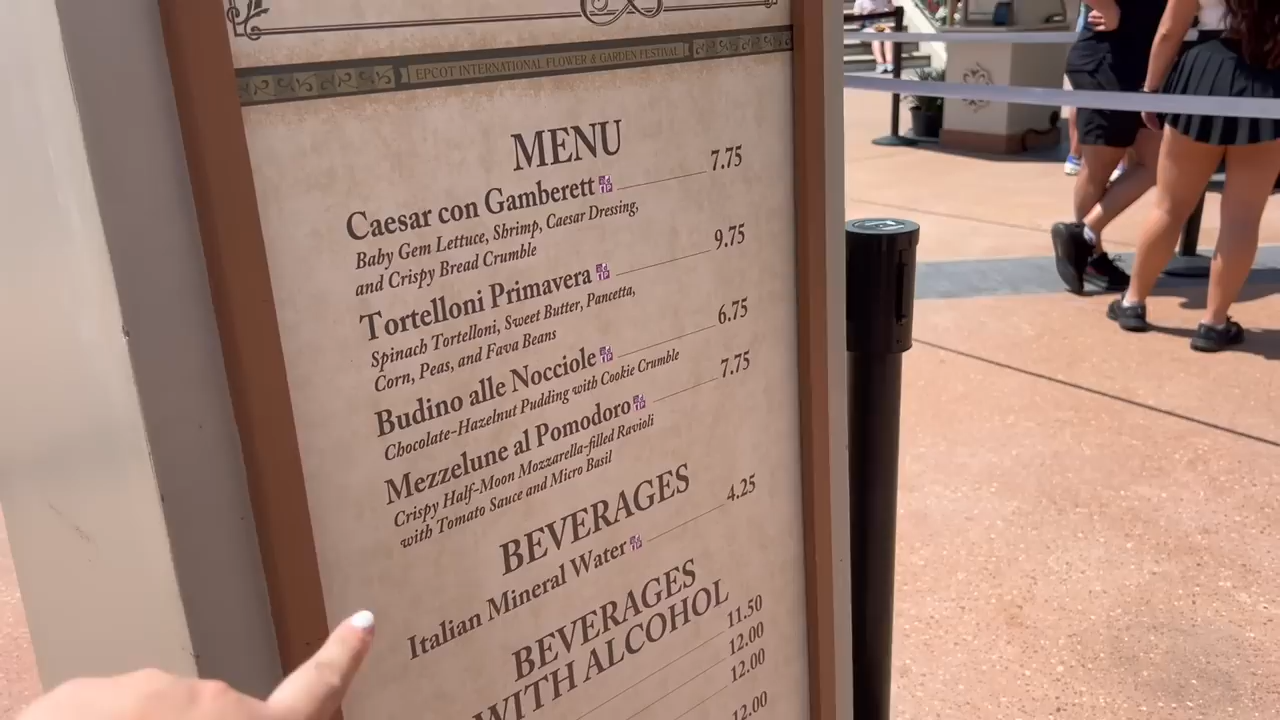 EPCOT INTERNATIONAL FLOWER & GARDEN FESTIVAL
MENU
Caesar con Gamberett 7.75
Baby Gem Lettuce, Shrimp, Caesar Dressing,
and Crispy Bread Crumble
Tortelloni Primavera 9.75
Spinach Tortelloni, Sweet Butter, Pancetta,
Corn, Peas, and Fava Beans
Budino alle Nocciole 6.75
Chocolate-Hazelnut Pudding with Cookie Crumble
Mezzelune al Pomodoro 7.75
Crispy Half-Moon Mozzarella-filled Ravioli
with Tomato Sauce and Micro Basil
BEVERAGES
Italian Mineral Water 4.25
BEVERAGES
WITH ALCOHOL
11.50
12.00
12.00
12.00